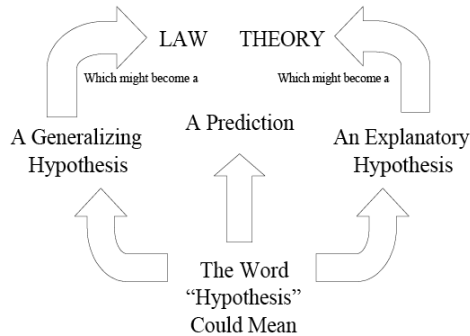 LAW THEORY
Which might become a Which might become a
A Prediction
A Generalizing
Hypothesis
An Explanatory
Hypothesis
The Word
“Hypothesis”
Could Mean